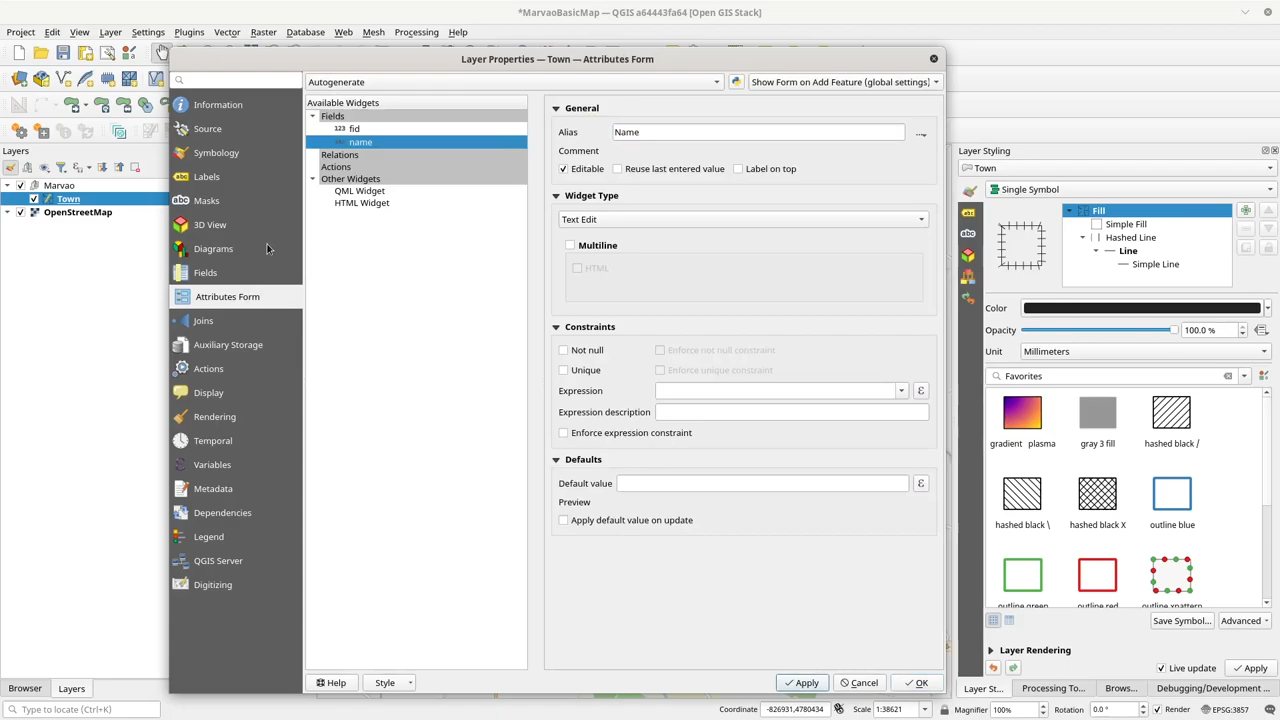 *MarvaoBasicMap — QGIS a64443fa64 [Open GIS Stack]
Project Edit View Layer Settings Plugins Vector Raster Database Web Mesh Processing Help
Layer Properties — Town — Attributes Form
Autogenerate
Show Form on Add Feature (global settings)
Information
Source
Symbology
Labels
Masks
3D View
Diagrams
Fields
Attributes Form
Joins
Auxiliary Storage
Actions
Display
Rendering
Temporal
Variables
Metadata
Dependencies
Legend
QGIS Server
Digitizing
Available Widgets
Fields
123 fid
name
Relations
Actions
Other Widgets
QML Widget
HTML Widget
General
Alias Name ...
Comment
Editable Reuse last entered value Label on top
Widget Type
Text Edit
Multiline
HTML
Constraints
Not null Enforce not null constraint
Unique Enforce unique constraint
Expression ε
Expression description
Enforce expression constraint
Defaults
Default value ε
Preview
Apply default value on update
Help Style Apply Cancel OK
Layers
Marvao
Town
OpenStreetMap
Browser Layers
Layer Styling
Town
Single Symbol
Fill
Simple Fill
Hashed Line
Line
Simple Line
Color
Opacity 100.0 %
Unit Millimeters
Favorites
gradient plasma gray 3 fill hashed black /
hashed black \ hashed black X outline blue
outline green outline red outline xpattern
Save Symbol... Advanced
Layer Rendering
Live update Apply
Layer St... Processing To... Brows... Debugging/Development ...
Type to locate (Ctrl+K) Coordinate -826931,4780434 Scale 1:38621 Magnifier 100% Rotation 0.0 ° Render EPSG:3857